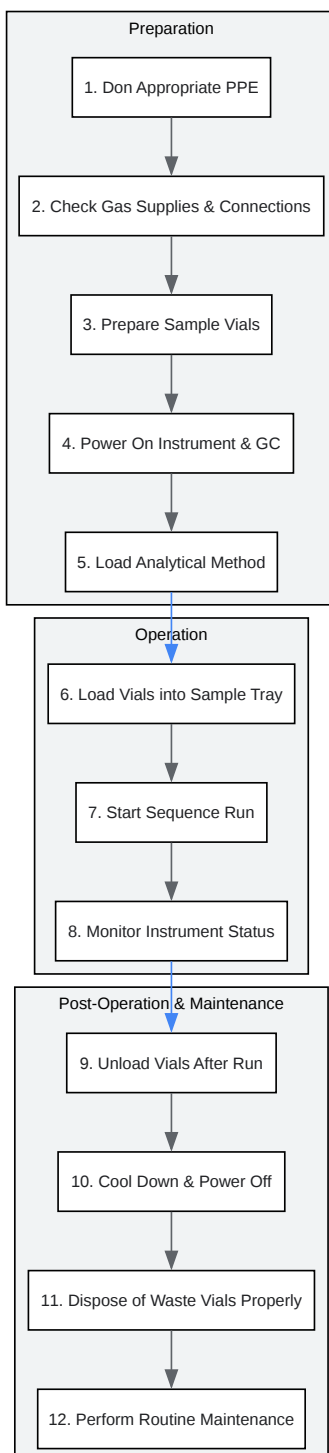 Preparation
1. Don Appropriate PPE
2. Check Gas Supplies & Connections
3. Prepare Sample Vials
4. Power On Instrument & GC
5. Load Analytical Method
Operation
6. Load Vials into Sample Tray
7. Start Sequence Run
8. Monitor Instrument Status
Post-Operation & Maintenance
9. Unload Vials After Run
10. Cool Down & Power Off
11. Dispose of Waste Vials Properly
12. Perform Routine Maintenance